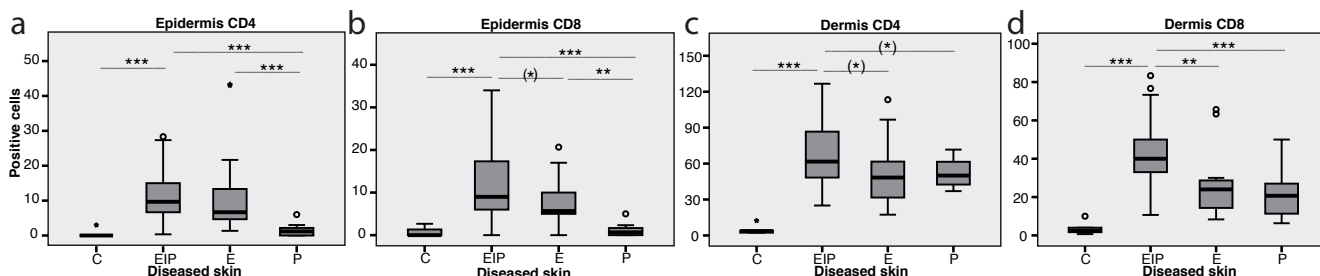 a Epidermis CD4
50
40
30
20
10
0
Positive cells
***
***
***
C EIP E P
Diseased skin
b Epidermis CD8
40
30
20
10
0
***
***
(*)
**
C EIP E P
Diseased skin
c Dermis CD4
150
120
90
60
30
0
(*)
***
(*)
C EIP E P
Diseased skin
d Dermis CD8
100
80
60
40
20
0
***
***
**
C EIP E P
Diseased skin